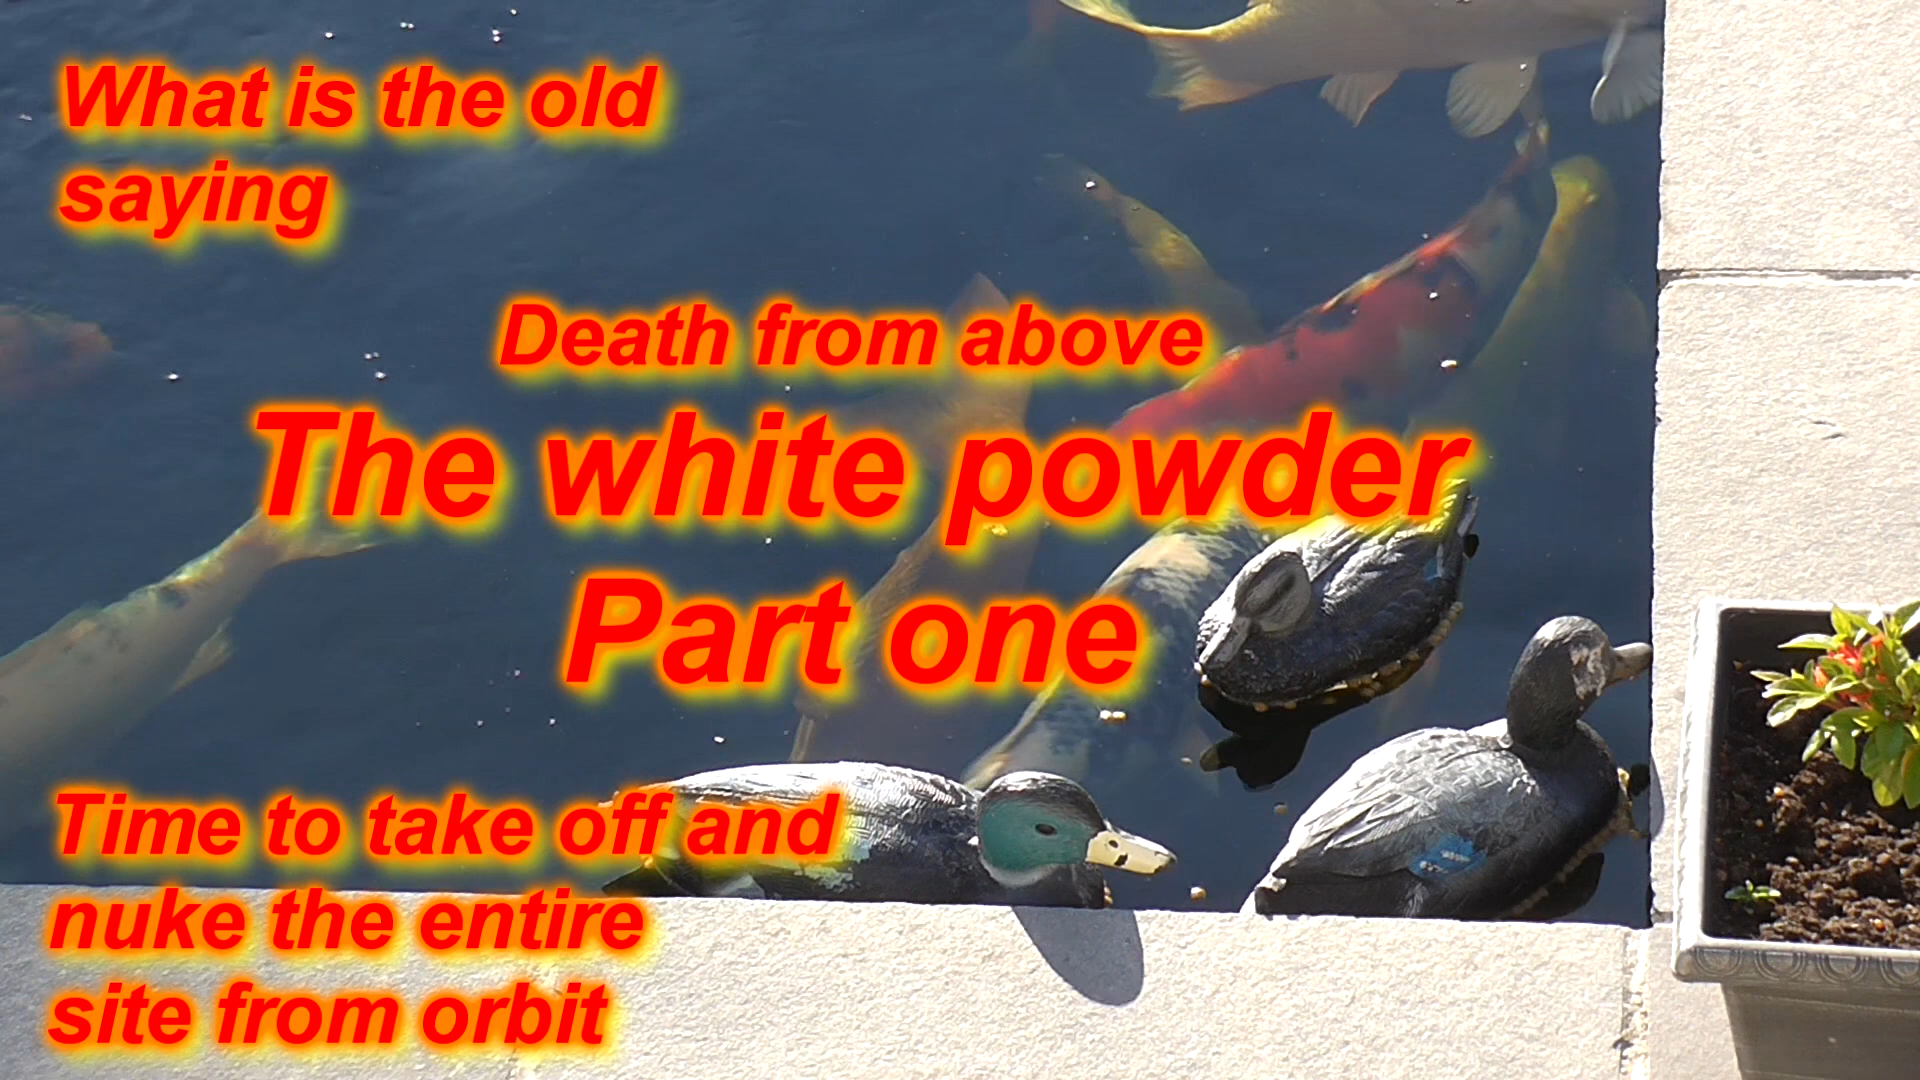 What is the old
saying
Death from above
The white powder
Part one
Time to take off and
nuke the entire
site from orbit